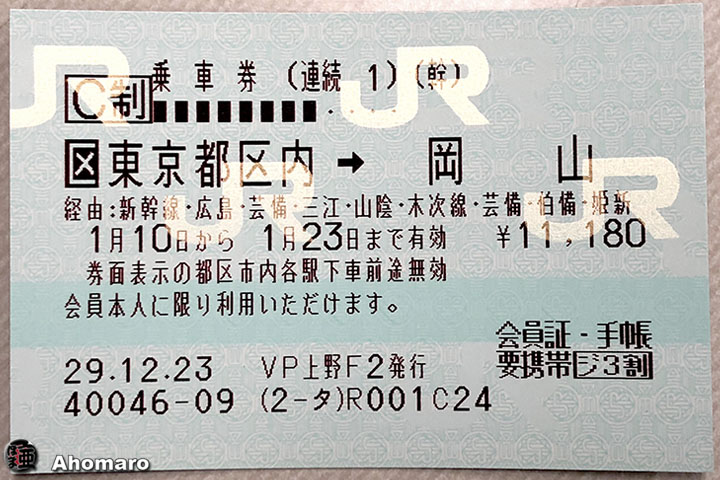 乗車券 (連続 1) (幹)
C制 ■■■■■■■■
区 東京都区内 → 岡 山
経由:新幹線・広島・芸備・三江・山陰・木次線・芸備・伯備・姫新
1月10日から 1月23日まで有効 ¥11,180
券面表示の都区市内各駅下車前途無効
会員本人に限り利用いただけます。
会員証・手帳
要携帯 ジ3割
29.12.23 VP上野F2発行
40046-09 (2-タ)R001C24
JR JR JR JR
Ahomaro